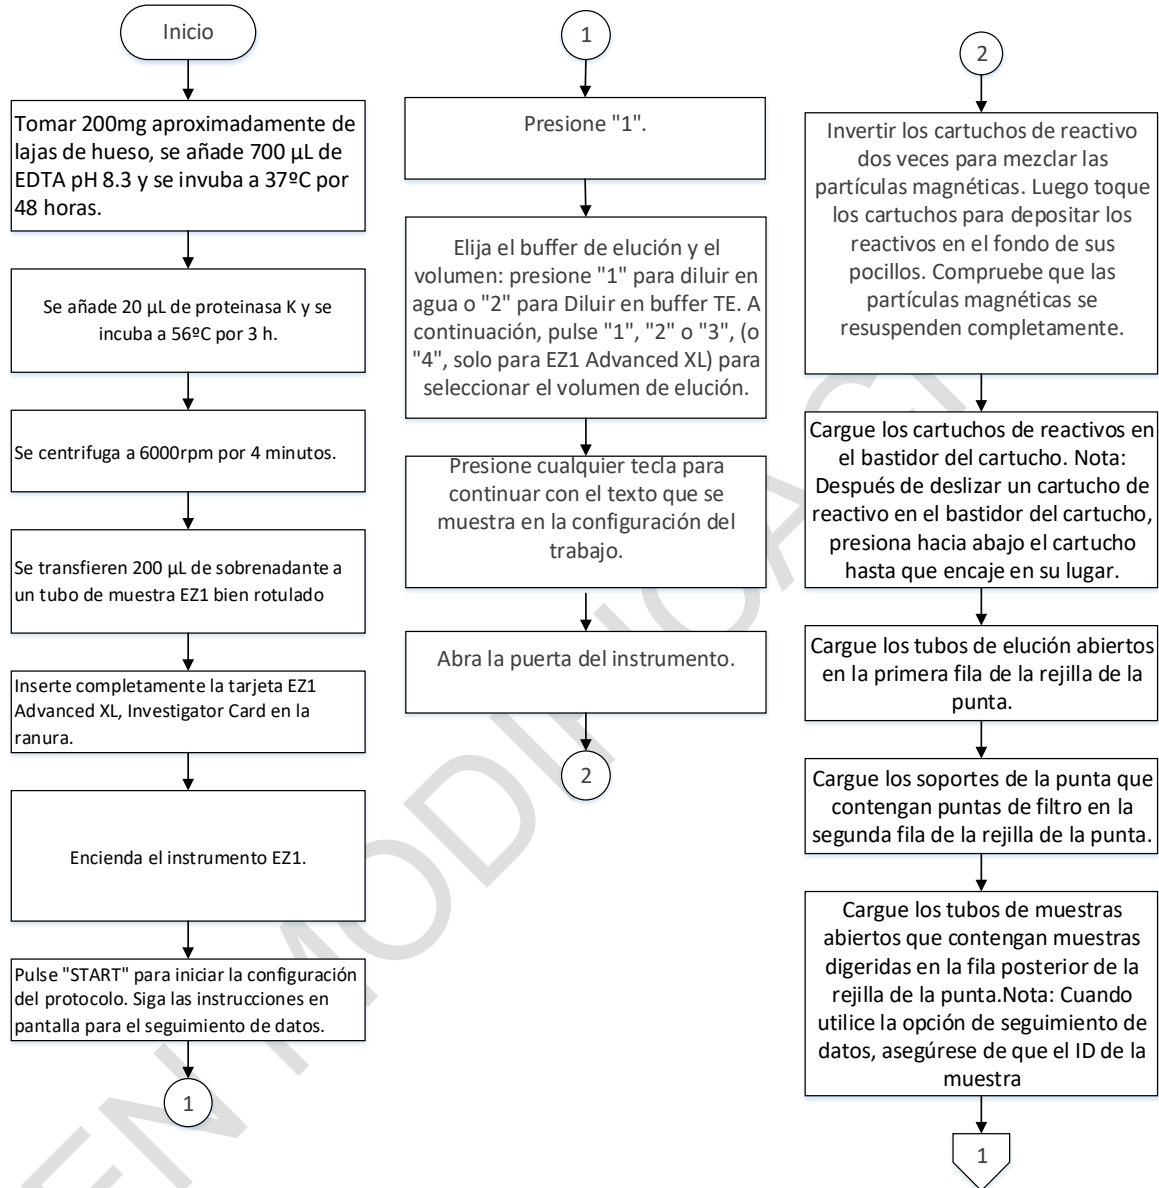 Inicio
Tomar 200mg aproximadamente de
lajas de hueso, se añade 700 µL de
EDTA pH 8.3 y se invuba a 37ºC por
48 horas.
Se añade 20 µL de proteinasa K y se
incuba a 56ºC por 3 h.
Se centrifuga a 6000rpm por 4 minutos.
Se transfieren 200 µL de sobrenadante a
un tubo de muestra EZ1 bien rotulado
Inserte completamente la tarjeta EZ1
Advanced XL, Investigator Card en la
ranura.
Encienda el instrumento EZ1.
Pulse "START" para iniciar la configuración
del protocolo. Siga las instrucciones en
pantalla para el seguimiento de datos.
1
1
Presione "1".
Elija el buffer de elución y el
volumen: presione "1" para diluir en
agua o "2" para Diluir en buffer TE. A
continuación, pulse "1", "2" o "3", (o
"4", solo para EZ1 Advanced XL) para
seleccionar el volumen de elución.
Presione cualquier tecla para
continuar con el texto que se
muestra en la configuración del
trabajo.
Abra la puerta del instrumento.
2
2
Invertir los cartuchos de reactivo
dos veces para mezclar las
partículas magnéticas. Luego toque
los cartuchos para depositar los
reactivos en el fondo de sus
pocillos. Compruebe que las
partículas magnéticas se
resuspenden completamente.
Cargue los cartuchos de reactivos en
el bastidor del cartucho. Nota:
Después de deslizar un cartucho de
reactivo en el bastidor del cartucho,
presiona hacia abajo el cartucho
hasta que encaje en su lugar.
Cargue los tubos de elución abiertos
en la primera fila de la rejilla de la
punta.
Cargue los soportes de la punta que
contengan puntas de filtro en la
segunda fila de la rejilla de la punta.
Cargue los tubos de muestras
abiertos que contengan muestras
digeridas en la fila posterior de la
rejilla de la punta.Nota: Cuando
utilice la opción de seguimiento de
datos, asegúrese de que el ID de la
muestra
1
EN MODIFICACI